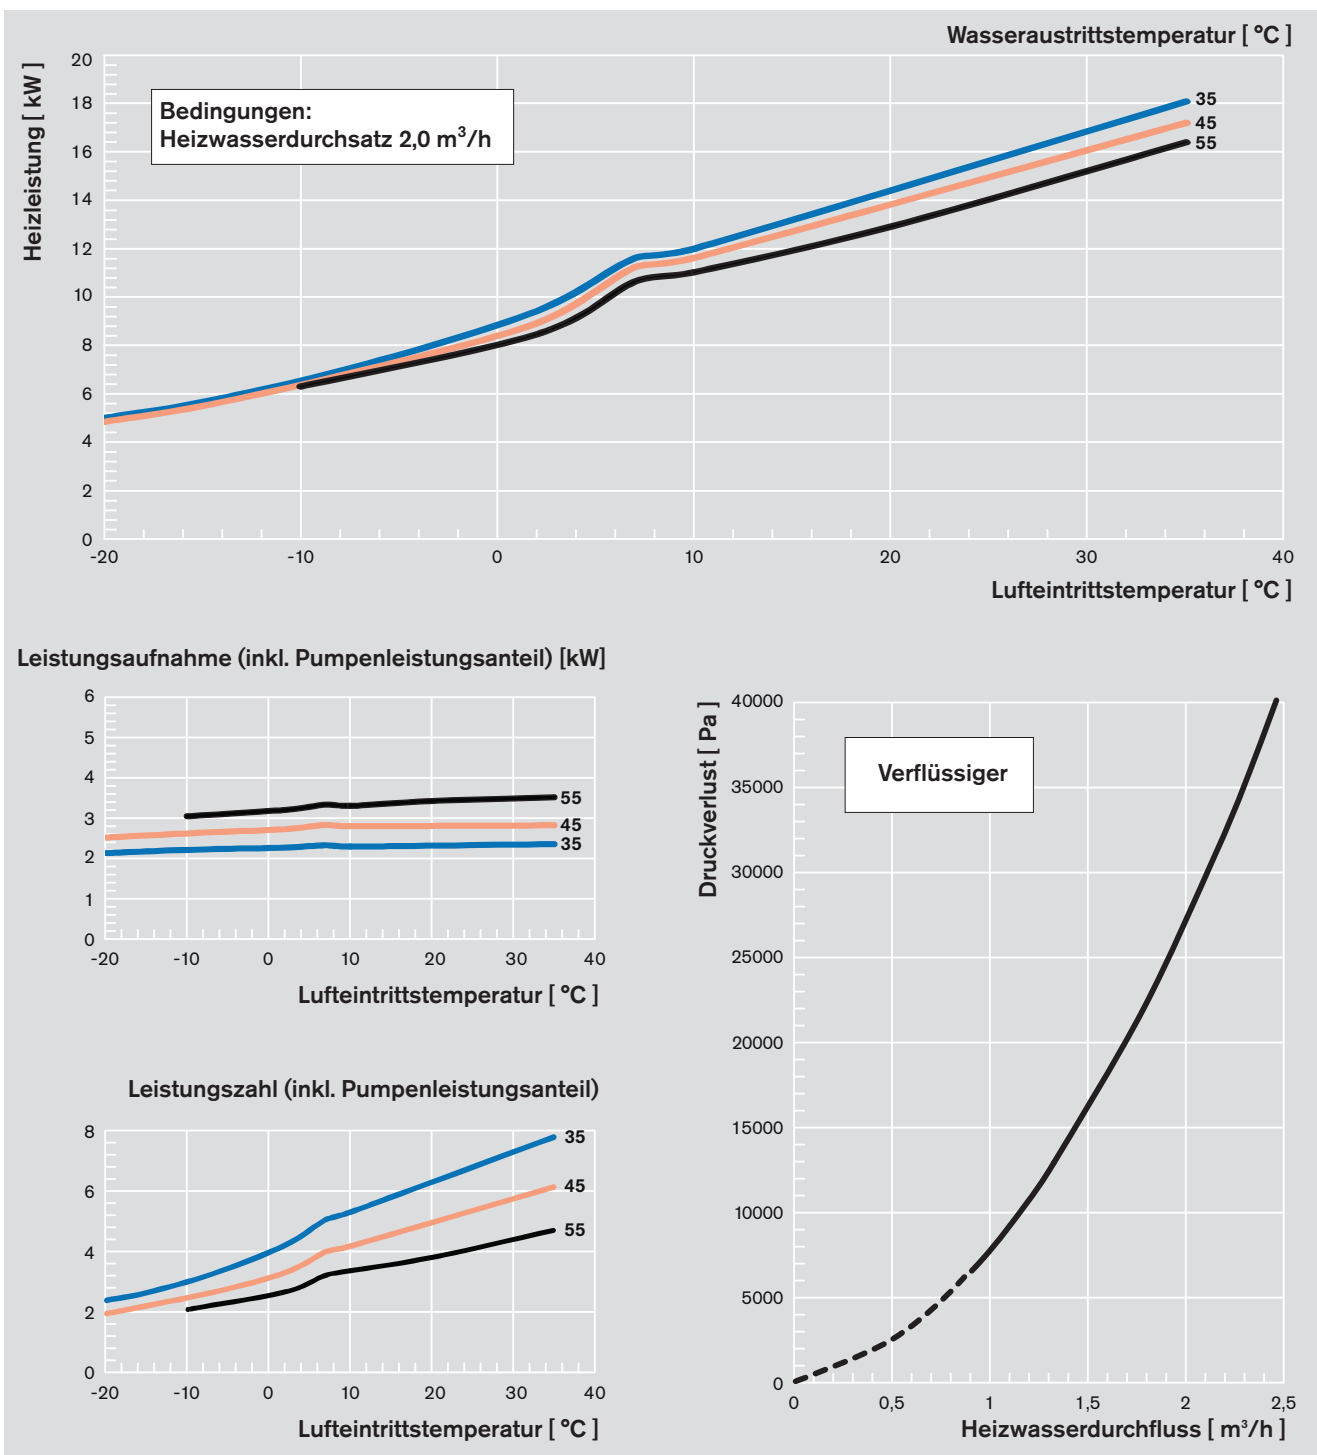 Wasseraustrittstemperatur [ °C ]
Heizleistung [ kW ]
Bedingungen:
Heizwasserdurchsatz 2,0 m³/h
20
18
16
14
12
10
8
6
4
2
0
35
45
55
-20 -10 0 10 20 30 40
Lufteintrittstemperatur [ °C ]
Leistungsaufnahme (inkl. Pumpenleistungsanteil) [kW]
6
5
4
3
2
1
0
55
45
35
-20 -10 0 10 20 30 40
Lufteintrittstemperatur [ °C ]
Leistungszahl (inkl. Pumpenleistungsanteil)
8
6
4
2
0
35
45
55
-20 -10 0 10 20 30 40
Lufteintrittstemperatur [ °C ]
Druckverlust [ Pa ]
Verflüssiger
40000
35000
30000
25000
20000
15000
10000
5000
0
0 0,5 1 1,5 2 2,5
Heizwasserdurchfluss [ m³/h ]